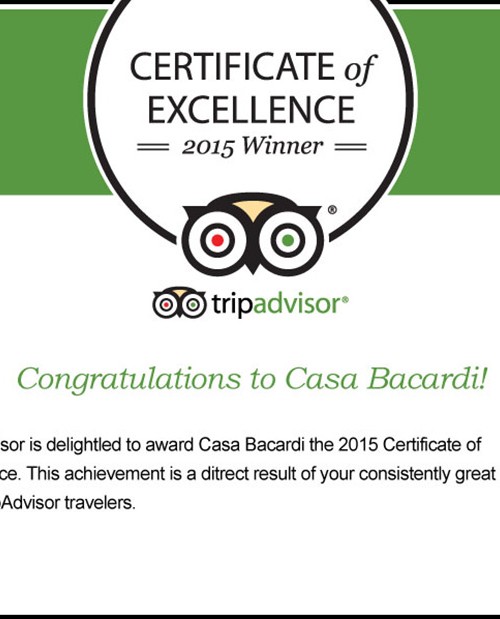 CERTIFICATE of
EXCELLENCE
2015 Winner
®
tripadvisor®
Congratulations to Casa Bacardi!
sor is delightled to award Casa Bacardi the 2015 Certificate of
ce. This achievement is a ditrect result of your consistently great
Advisor travelers.